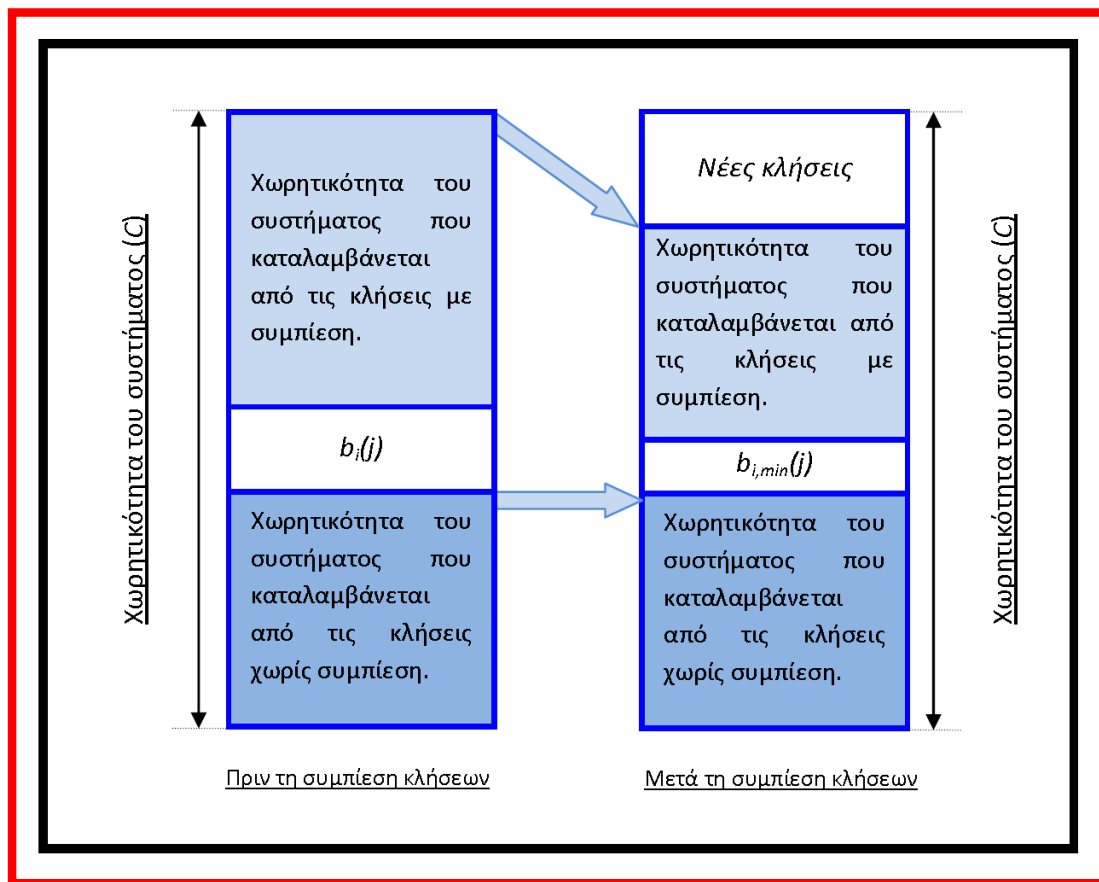 Χωρητικότητα του συστήματος (C)
Χωρητικότητα του
συστήματος που
καταλαμβάνεται
από τις κλήσεις με
συμπίεση.
b_i(j)
Χωρητικότητα του
συστήματος που
καταλαμβάνεται
από τις κλήσεις
χωρίς συμπίεση.
Πριν τη συμπίεση κλήσεων
Νέες κλήσεις
Χωρητικότητα του
συστήματος που
καταλαμβάνεται από
τις κλήσεις με
συμπίεση.
b_{i,min}(j)
Χωρητικότητα του
συστήματος που
καταλαμβάνεται
από τις κλήσεις
χωρίς συμπίεση.
Μετά τη συμπίεση κλήσεων
Χωρητικότητα του συστήματος (C)